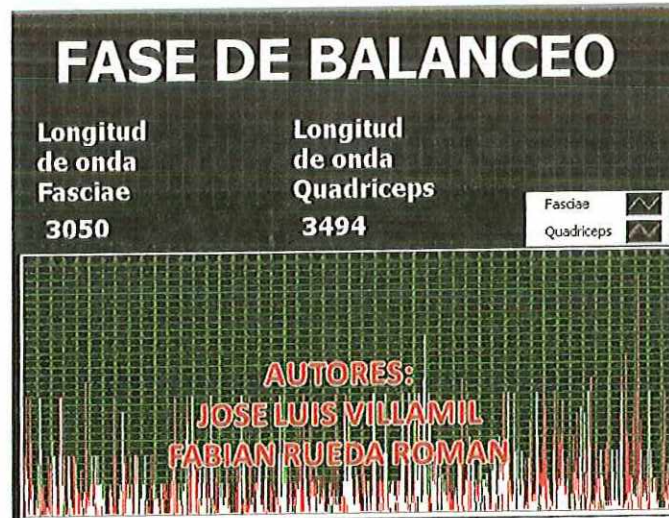 FASE DE BALANCEO
Longitud
de onda
Fasciae
3050
Longitud
de onda
Quadriceps
3494
Fasciae
Quadriceps
AUTORES:
JOSE LUIS VILLAMIL
FABIAN RUEDA ROMAN